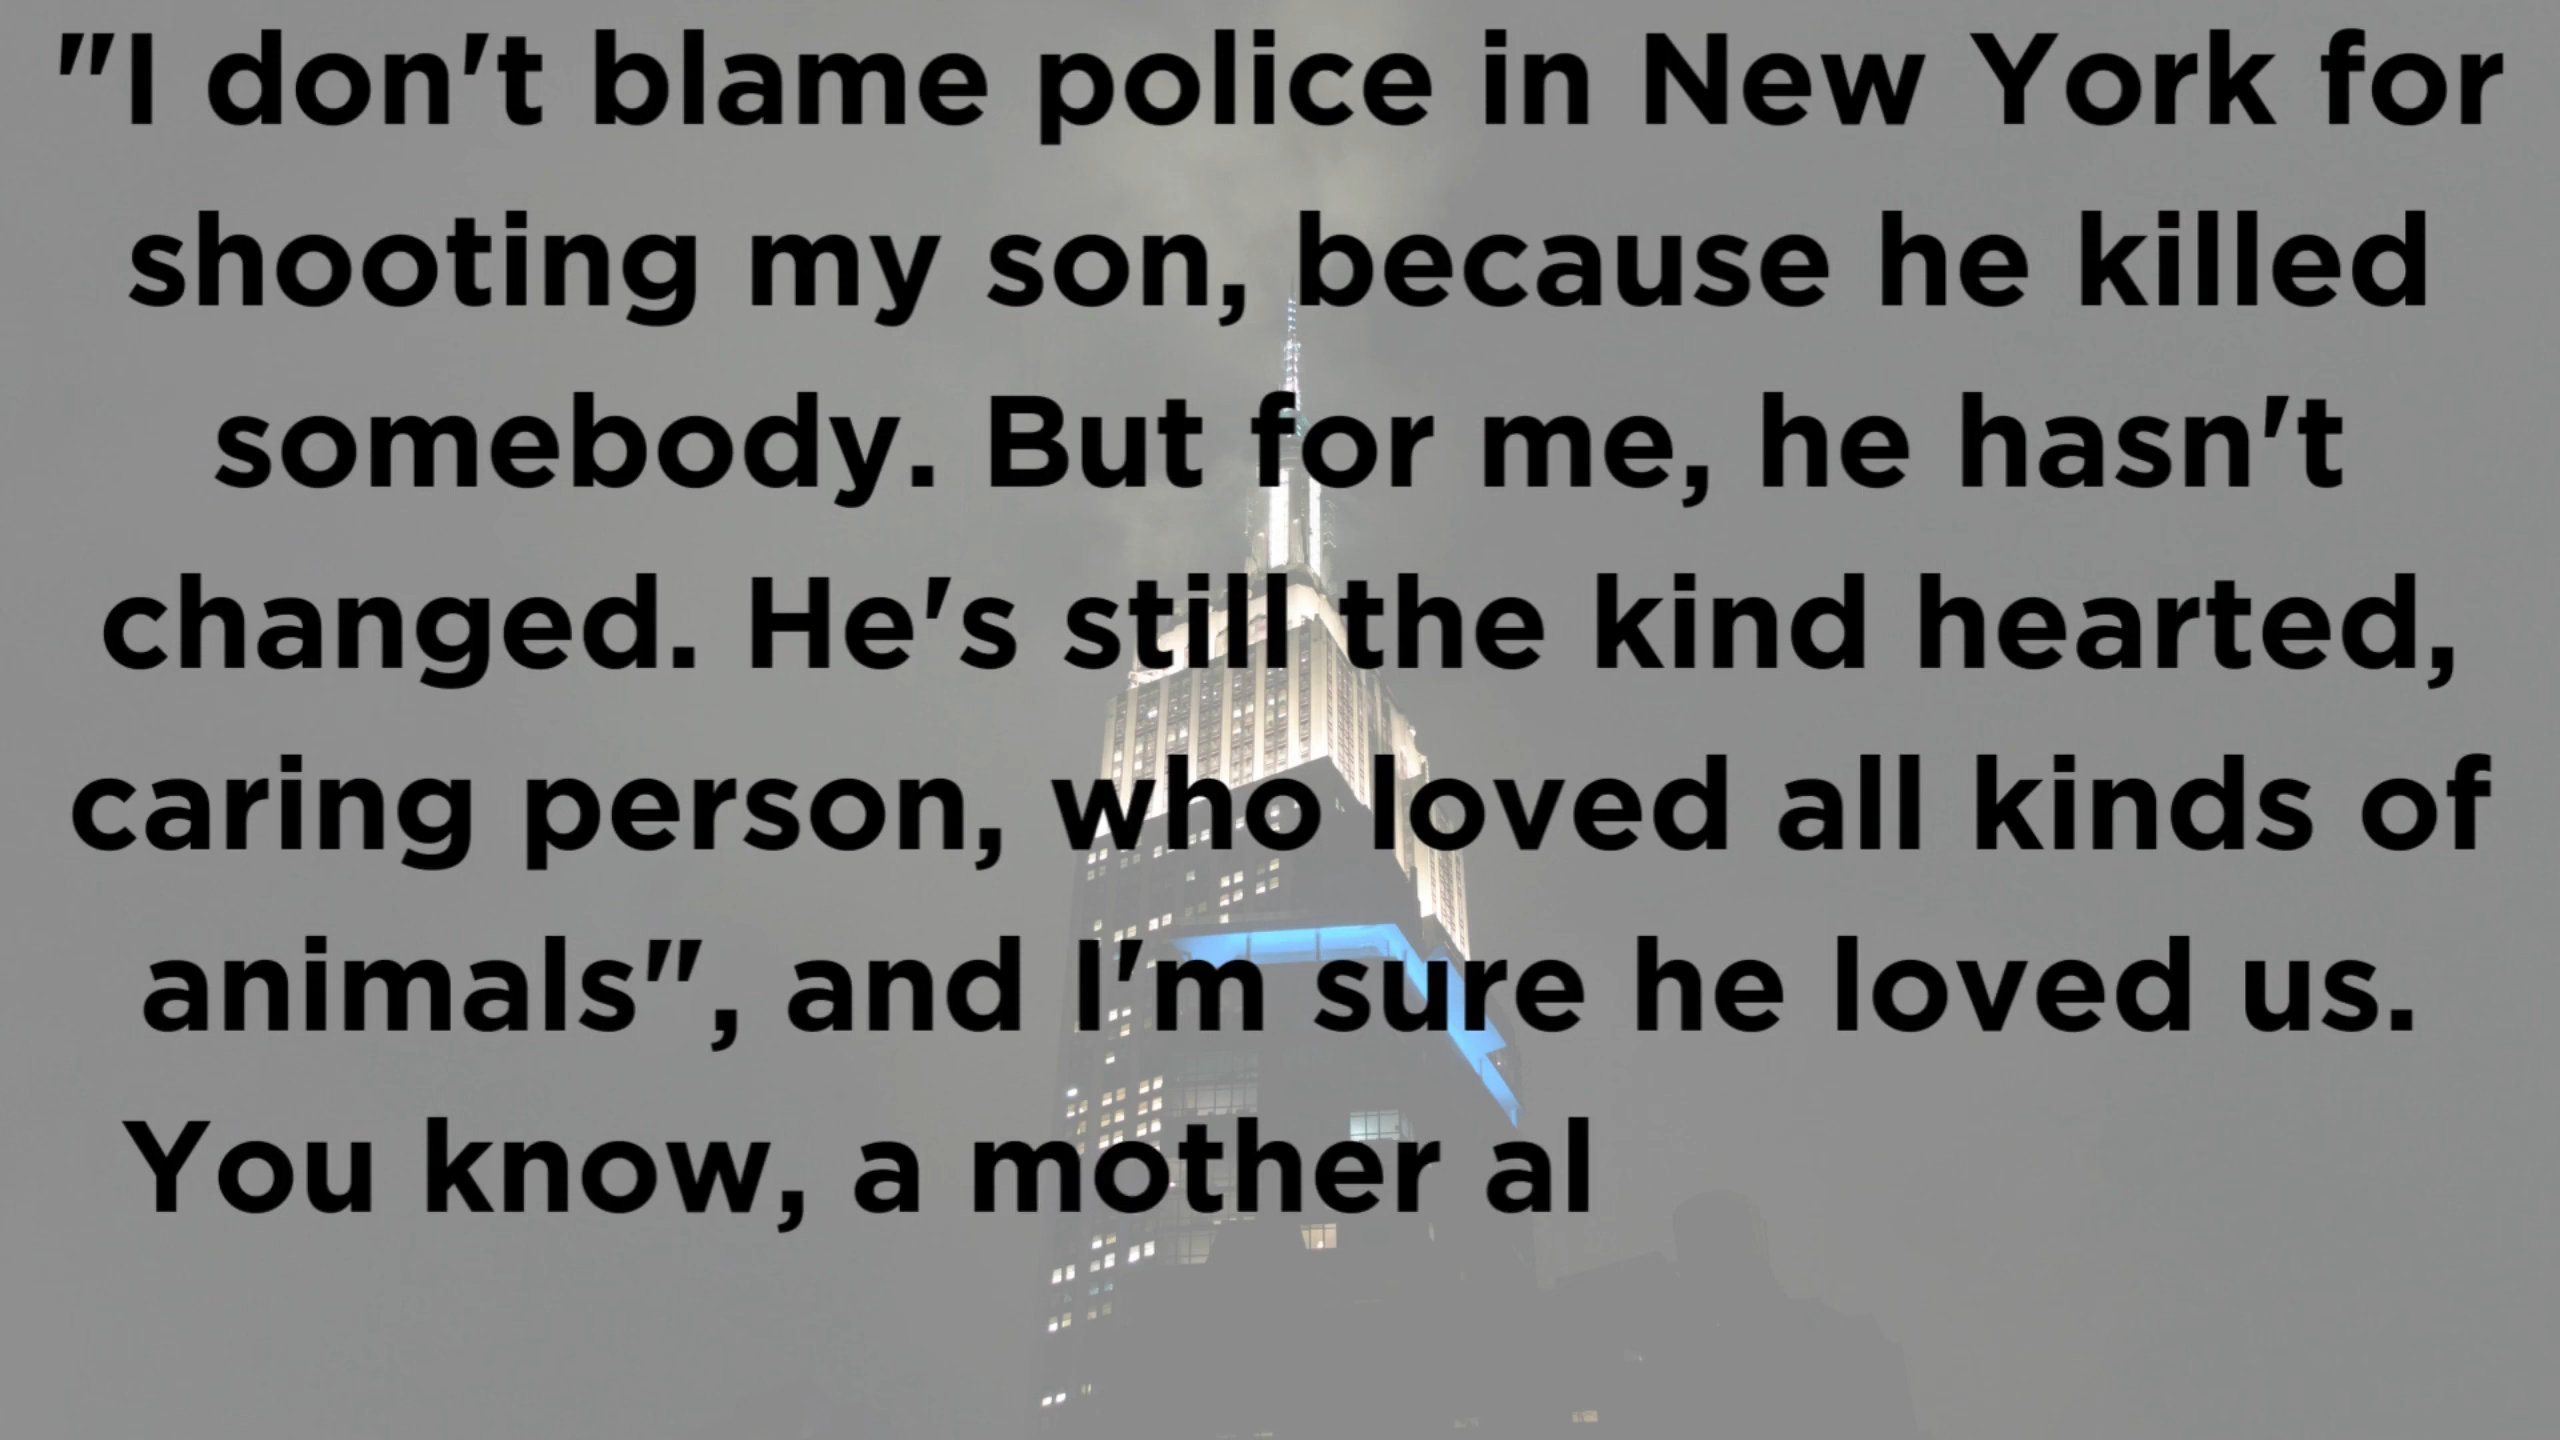 "I don't blame police in New York for
shooting my son, because he killed
somebody. But for me, he hasn't
changed. He's still the kind hearted,
caring person, who loved all kinds of
animals", and I'm sure he loved us.
You know, a mother al